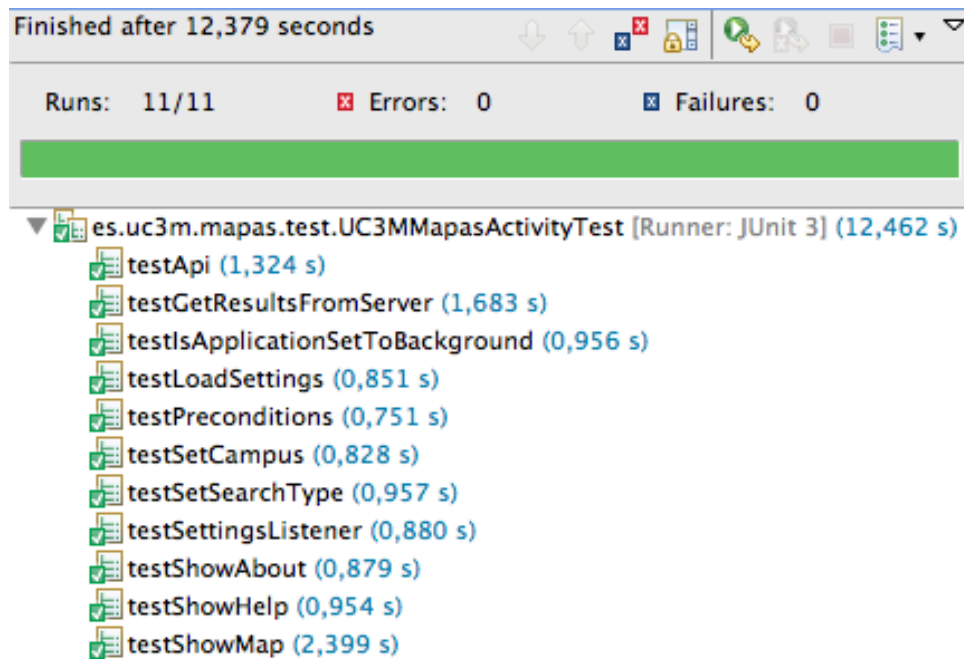 Finished after 12,379 seconds
Runs: 11/11 Errors: 0 Failures: 0
es.uc3m.mapas.test.UC3MMapasActivityTest [Runner: JUnit 3] (12,462 s)
testApi (1,324 s)
testGetResultsFromServer (1,683 s)
testIsApplicationSetToBackground (0,956 s)
testLoadSettings (0,851 s)
testPreconditions (0,751 s)
testSetCampus (0,828 s)
testSetSearchType (0,957 s)
testSettingsListener (0,880 s)
testShowAbout (0,879 s)
testShowHelp (0,954 s)
testShowMap (2,399 s)